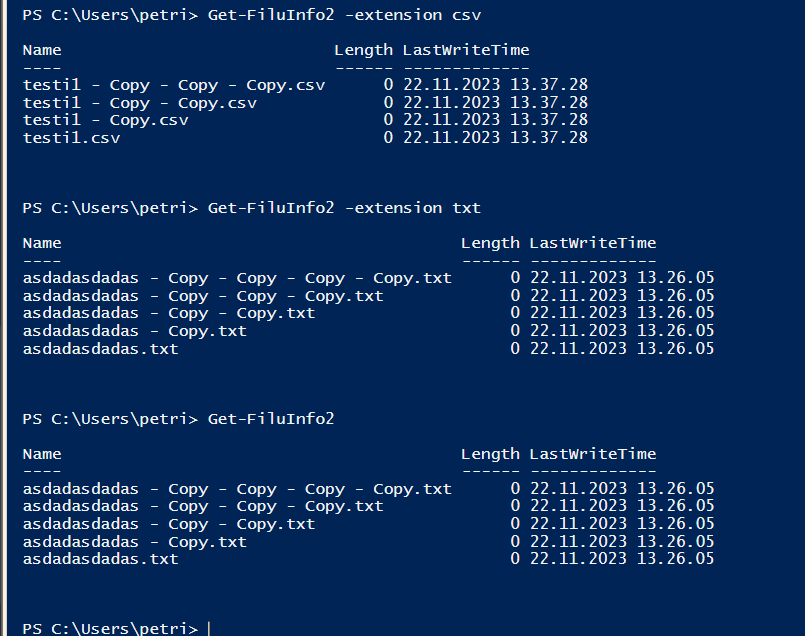 PS C:\Users\petri> Get-FiluInfo2 -extension csv
Name Length LastWriteTime
---- ------ -------------
testi1 - Copy - Copy - Copy.csv 0 22.11.2023 13.37.28
testi1 - Copy - Copy.csv 0 22.11.2023 13.37.28
testi1 - Copy.csv 0 22.11.2023 13.37.28
testi1.csv 0 22.11.2023 13.37.28
PS C:\Users\petri> Get-FiluInfo2 -extension txt
Name Length LastWriteTime
---- ------ -------------
asdadasdadas - Copy - Copy - Copy - Copy.txt 0 22.11.2023 13.26.05
asdadasdadas - Copy - Copy - Copy.txt 0 22.11.2023 13.26.05
asdadasdadas - Copy - Copy.txt 0 22.11.2023 13.26.05
asdadasdadas - Copy.txt 0 22.11.2023 13.26.05
asdadasdadas.txt 0 22.11.2023 13.26.05
PS C:\Users\petri> Get-FiluInfo2
Name Length LastWriteTime
---- ------ -------------
asdadasdadas - Copy - Copy - Copy - Copy.txt 0 22.11.2023 13.26.05
asdadasdadas - Copy - Copy - Copy.txt 0 22.11.2023 13.26.05
asdadasdadas - Copy - Copy.txt 0 22.11.2023 13.26.05
asdadasdadas - Copy.txt 0 22.11.2023 13.26.05
asdadasdadas.txt 0 22.11.2023 13.26.05
PS C:\Users\petri>